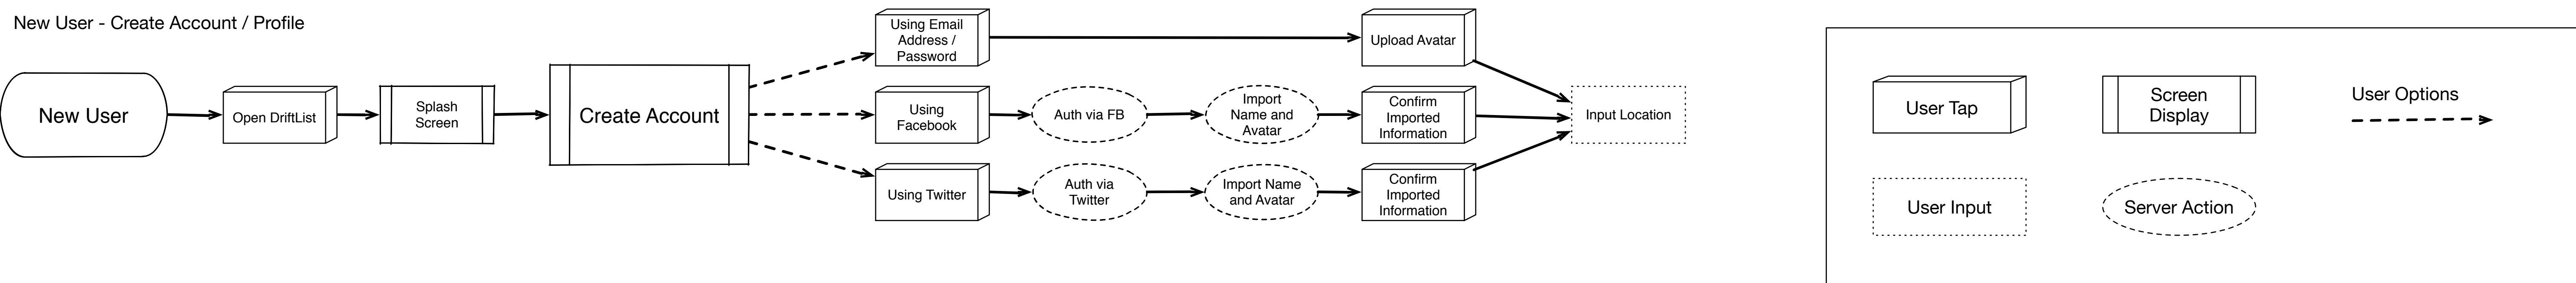 New User - Create Account / Profile
New User
Open DriftList
Splash
Screen
Create Account
Using Email
Address /
Password
Upload Avatar
Using
Facebook
Auth via FB
Import
Name and
Avatar
Confirm
Imported
Information
Using Twitter
Auth via
Twitter
Import Name
and Avatar
Confirm
Imported
Information
Input Location
User Tap
Screen
Display
User Options
User Input
Server Action